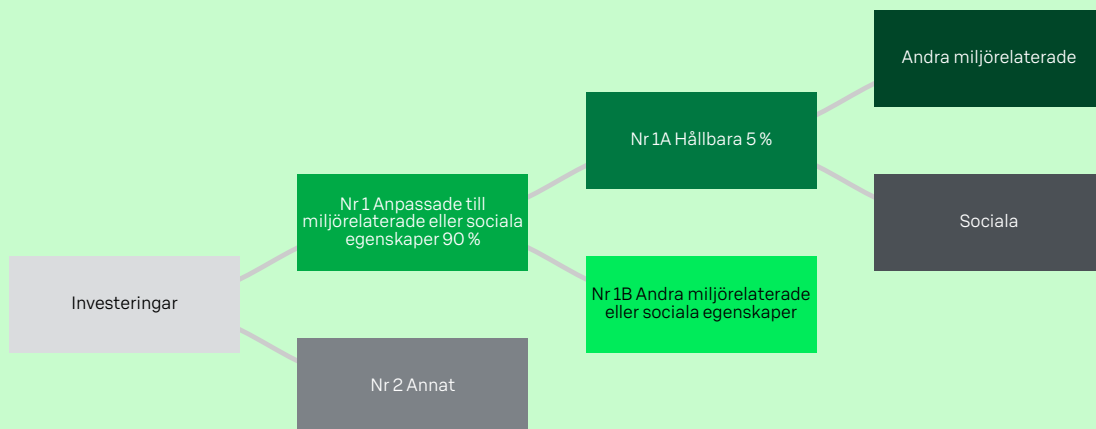 Andra miljörelaterade
Nr 1A Hållbara 5 %
Nr 1 Anpassade till
miljörelaterade eller sociala
egenskaper 90 %
Sociala
Investeringar
Nr 1B Andra miljörelaterade
eller sociala egenskaper
Nr 2 Annat